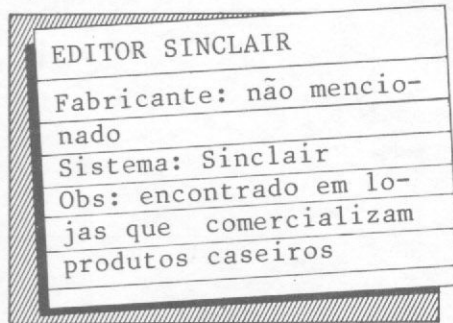 EDITOR SINCLAIR
Fabricante: não mencio-
nado
Sistema: Sinclair
Obs: encontrado em lo-
jas que comercializam
produtos caseiros